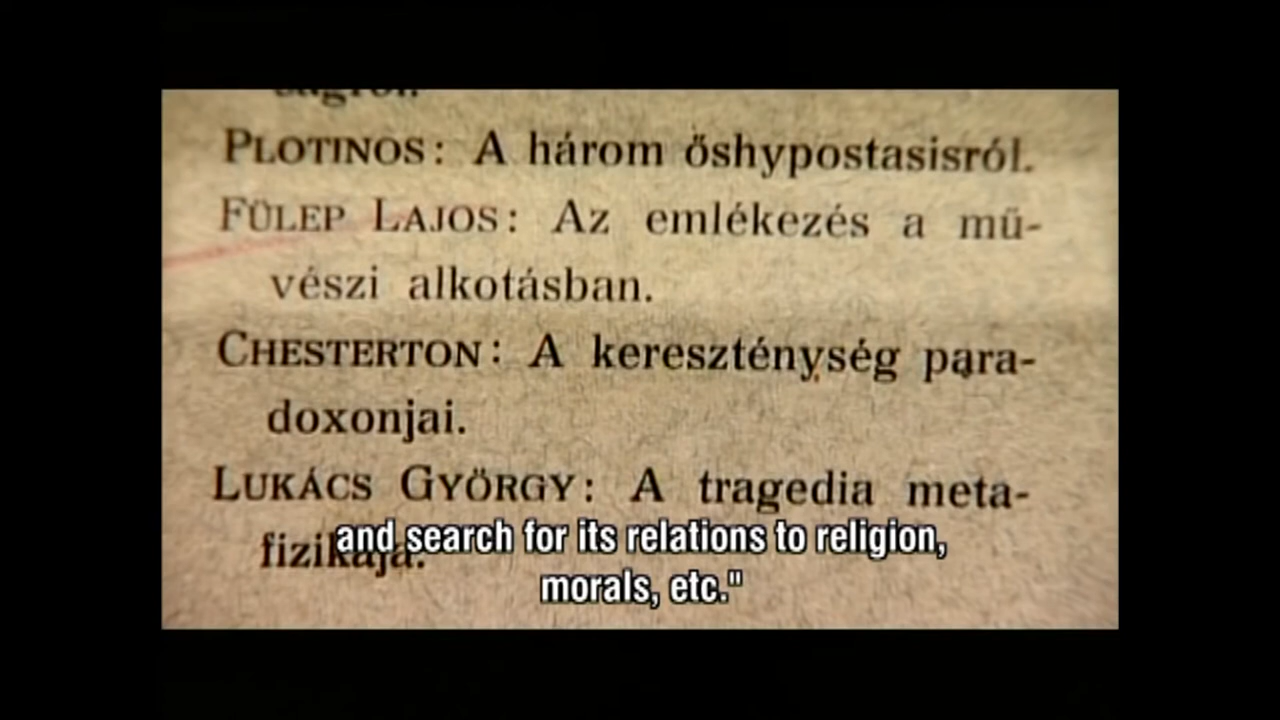 PLOTINOS: A három őshypostasisról.
FÜLEP LAJOS: Az emlékezés a mű-
vészi alkotásban.
CHESTERTON: A kereszténység para-
doxonjai.
LUKÁCS GYÖRGY: A tragedia meta-
fizikája.
and search for its relations to religion,
morals, etc."